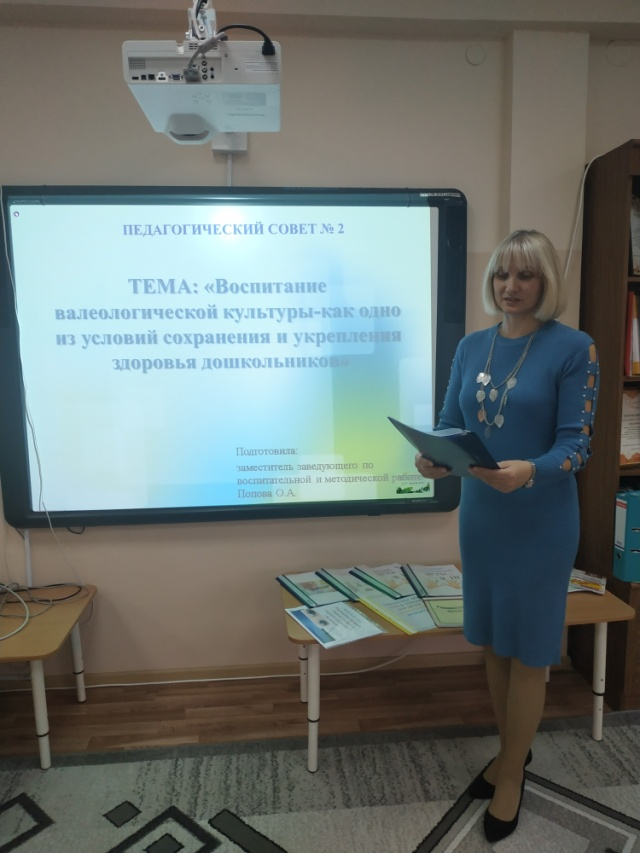 ПЕДАГОГИЧЕСКИЙ СОВЕТ № 2
ТЕМА: «Воспитание
валеологической культуры-как одно
из условий сохранения и укрепления
здоровья дошкольников»
Подготовила:
заместитель заведующего по
воспитательной и методической работе
Попова О.А.